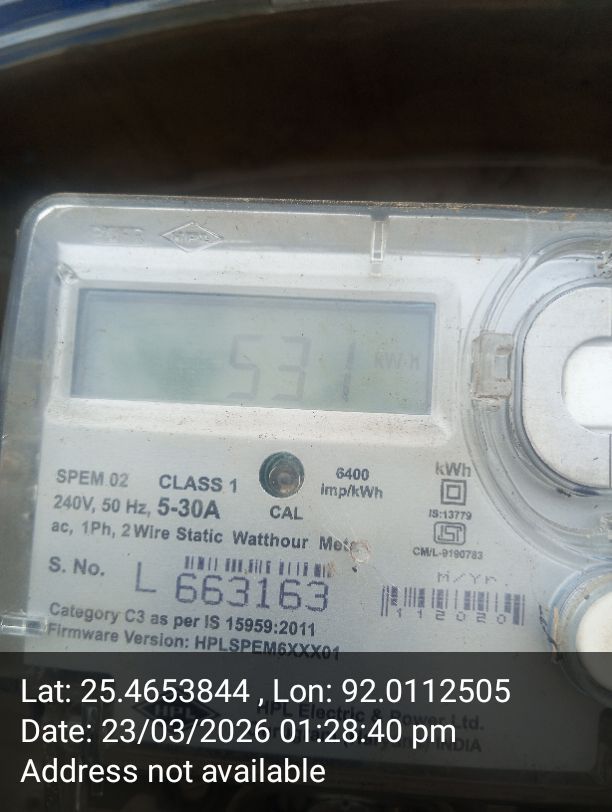 HPL
531 kW.h
SPEM 02 CLASS 1
6400 imp/kWh
kWh
240V, 50 Hz, 5-30A
CAL
IS:13779
ac, 1Ph, 2 Wire Static Watthour Meter
CM/L-9190783
S. No. L 663163
M/Yr.
112020
Category C3 as per IS 15959:2011
Firmware Version: HPLSPEM6XXX01
HPL Electric & Power Ltd.
INDIA
Lat: 25.4653844 , Lon: 92.0112505
Date: 23/03/2026 01:28:40 pm
Address not available